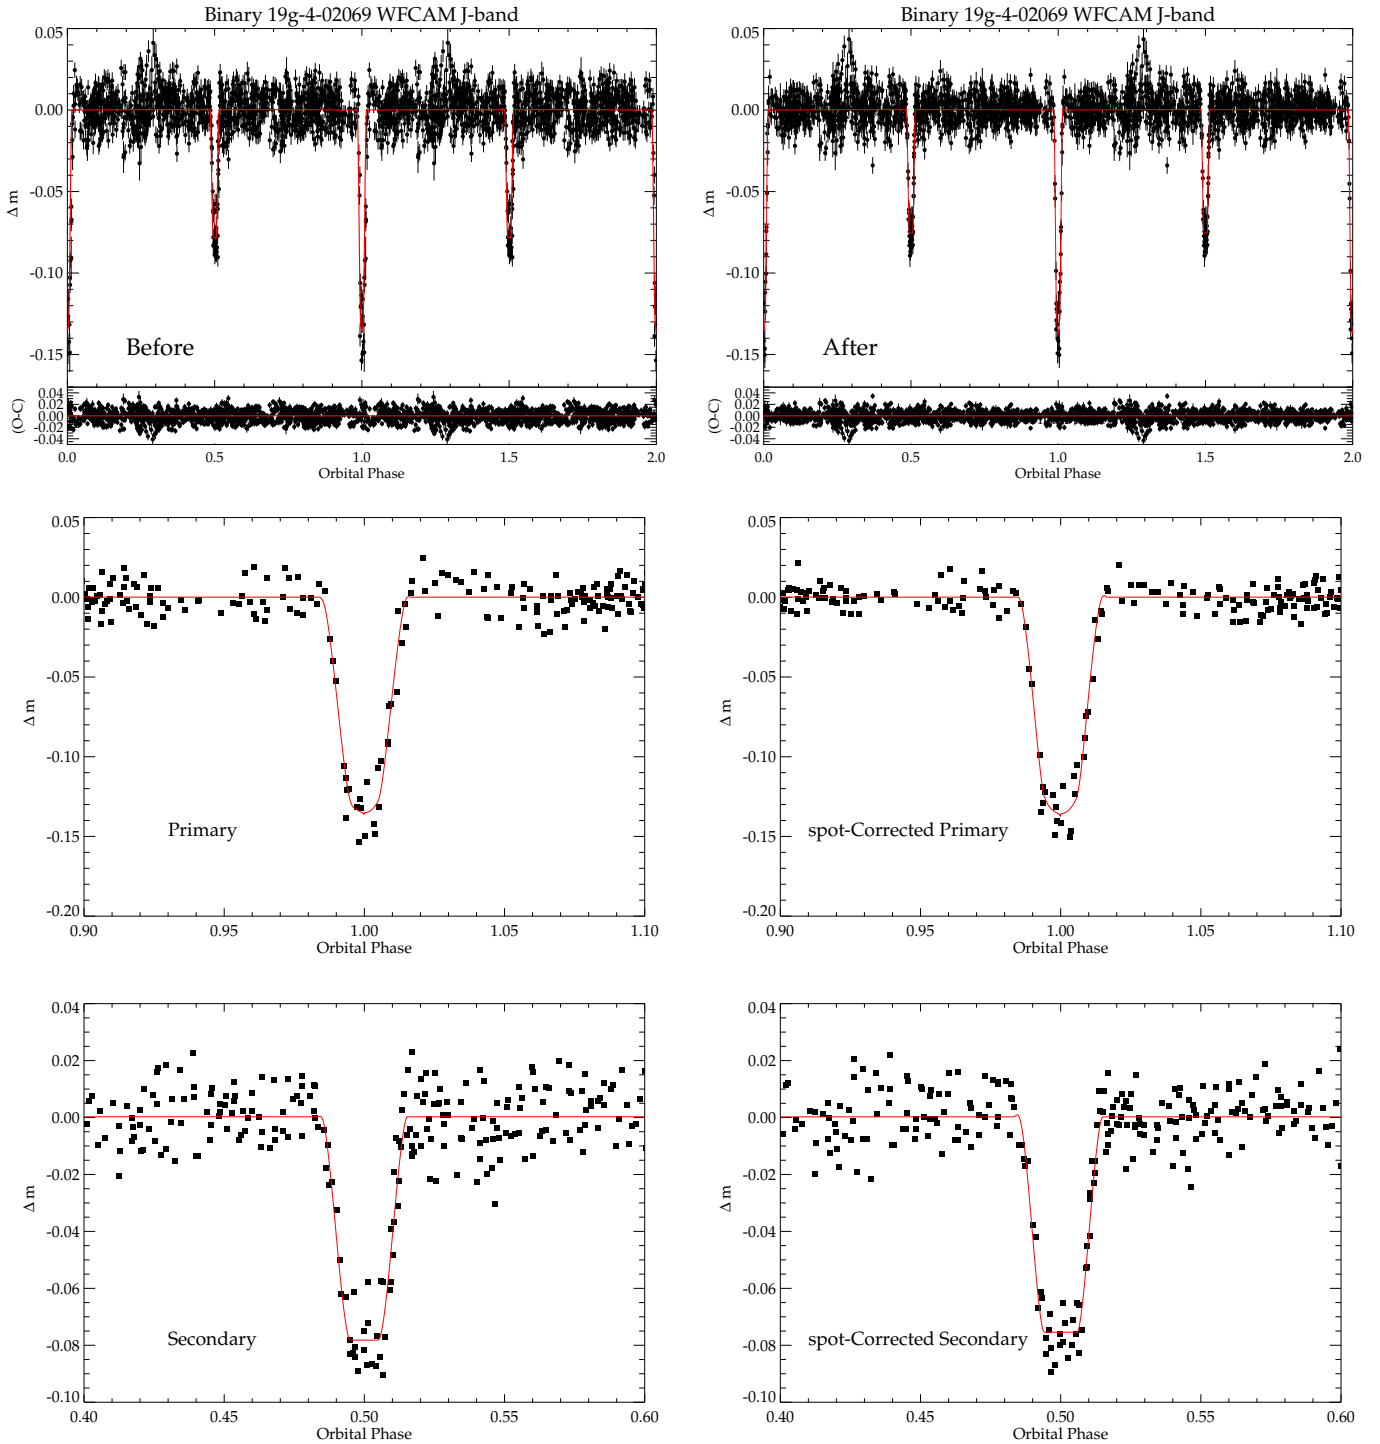 Binary 19g-4-02069 WFCAM J-band
0.05
0.00
-0.05
-0.10
-0.15
Δ m
Before
0.04
0.02
0.00
-0.02
-0.04
(O-C)
0.0 0.5 1.0 1.5 2.0
Orbital Phase
Binary 19g-4-02069 WFCAM J-band
0.05
0.00
-0.05
-0.10
-0.15
Δ m
After
0.04
0.02
0.00
-0.02
-0.04
(O-C)
0.0 0.5 1.0 1.5 2.0
Orbital Phase
0.05
0.00
-0.05
-0.10
-0.15
-0.20
Δ m
Primary
0.90 0.95 1.00 1.05 1.10
Orbital Phase
0.05
0.00
-0.05
-0.10
-0.15
-0.20
Δ m
spot-Corrected Primary
0.90 0.95 1.00 1.05 1.10
Orbital Phase
0.04
0.02
0.00
-0.02
-0.04
-0.06
-0.08
-0.10
Δ m
Secondary
0.40 0.45 0.50 0.55 0.60
Orbital Phase
0.04
0.02
0.00
-0.02
-0.04
-0.06
-0.08
-0.10
Δ m
spot-Corrected Secondary
0.40 0.45 0.50 0.55 0.60
Orbital Phase